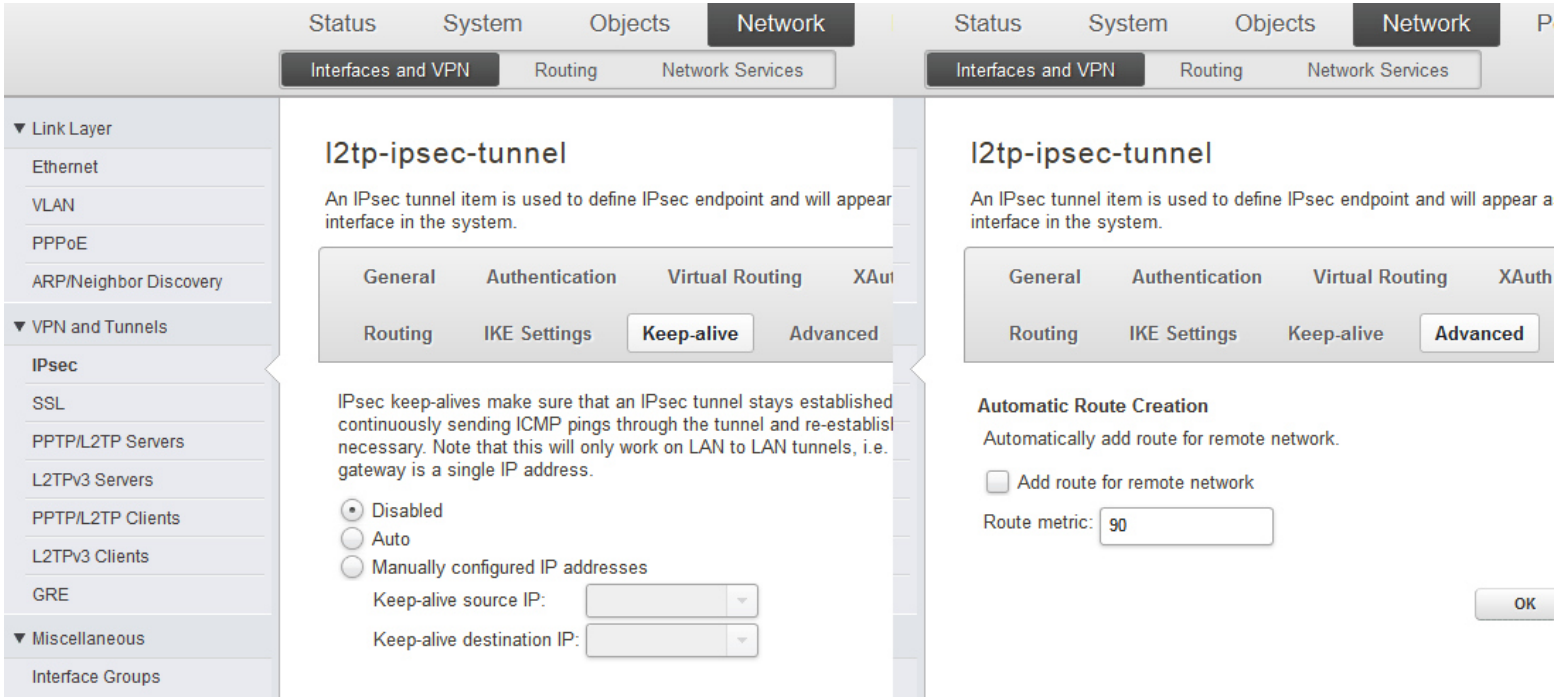 Status System Objects Network
Interfaces and VPN Routing Network Services
Link Layer
Ethernet
VLAN
PPPoE
ARP/Neighbor Discovery
VPN and Tunnels
IPsec
SSL
PPTP/L2TP Servers
L2TPv3 Servers
PPTP/L2TP Clients
L2TPv3 Clients
GRE
Miscellaneous
Interface Groups
l2tp-ipsec-tunnel
An IPsec tunnel item is used to define IPsec endpoint and will appear
interface in the system.
General Authentication Virtual Routing XAut
Routing IKE Settings Keep-alive Advanced
IPsec keep-alives make sure that an IPsec tunnel stays established
continuously sending ICMP pings through the tunnel and re-establis
necessary. Note that this will only work on LAN to LAN tunnels, i.e.
gateway is a single IP address.
Disabled
Auto
Manually configured IP addresses
Keep-alive source IP:
Keep-alive destination IP:
Status System Objects Network P
Interfaces and VPN Routing Network Services
l2tp-ipsec-tunnel
An IPsec tunnel item is used to define IPsec endpoint and will appear a
interface in the system.
General Authentication Virtual Routing XAuth
Routing IKE Settings Keep-alive Advanced
Automatic Route Creation
Automatically add route for remote network.
Add route for remote network
Route metric: 90
OK